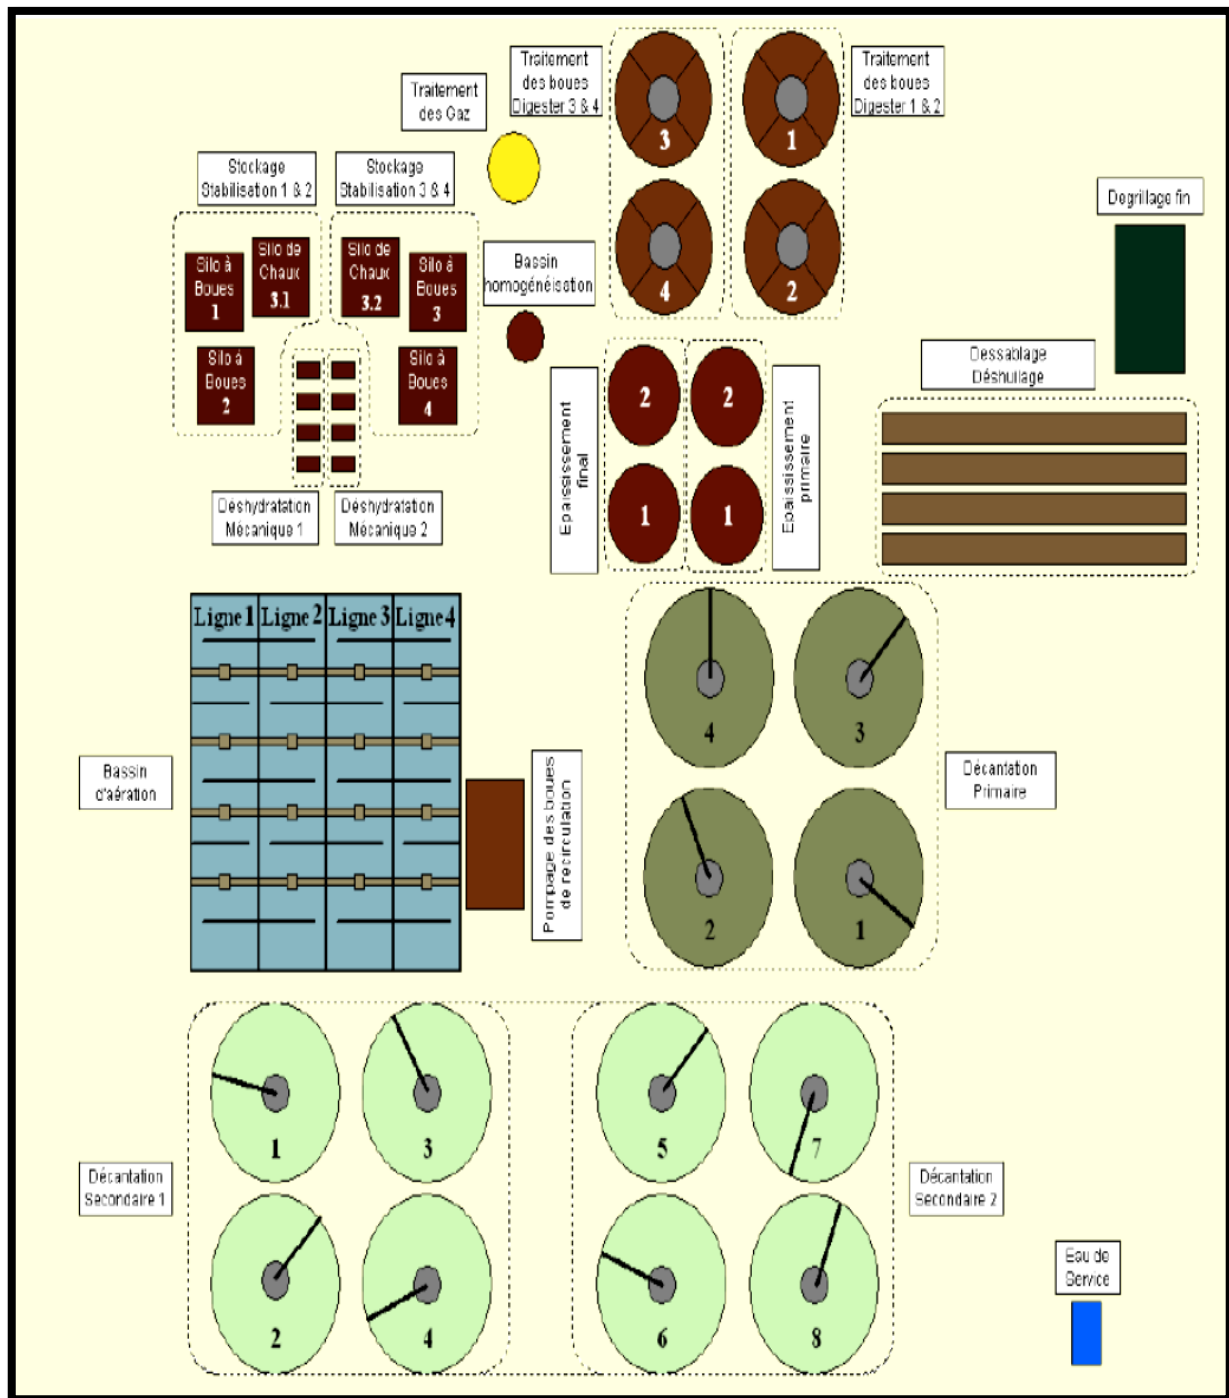 Traitement
des boues
Digester 3 & 4
Traitement
des boues
Digester 1 & 2
3
1
4
2
Traitement
des Gaz
Stockage
Stabilisation 1 & 2
Stockage
Stabilisation 3 & 4
Silo à
Boues
1
Silo de
Chaux
3.1
Silo de
Chaux
3.2
Silo à
Boues
3
Silo à
Boues
2
Silo à
Boues
4
Bassin
homogénéisation
Degrillage fin
Dessablage
Déshuilage
Epaississement
final
2
2
1
1
Epaississement
primaire
Déshydratation
Mécanique 1
Déshydratation
Mécanique 2
Ligne 1
Ligne 2
Ligne 3
Ligne 4
Bassin
d'aération
Pompage des boues
de recirculation
4
3
2
1
Décantation
Primaire
1
3
5
7
Décantation
Secondaire 1
Décantation
Secondaire 2
2
4
6
8
Eau de
Service